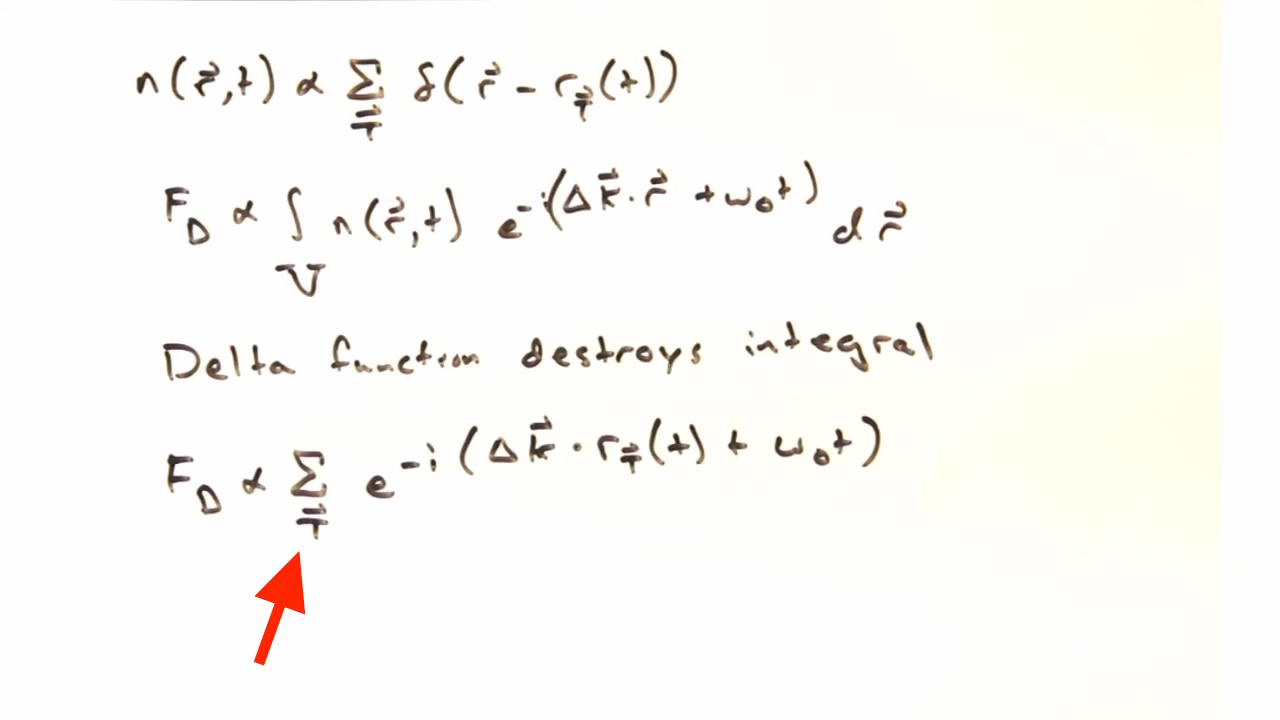 n(r⃗,t) ∝ Σ_T⃗ δ(r⃗ - r_T⃗(t))
F_D ∝ ∫_V n(r⃗,t) e^-i(Δk⃗·r⃗ + ω₀t) dr⃗
Delta function destroys integral
F_D ∝ Σ_T⃗ e^-i(Δk⃗·r_T⃗(t) + ω₀t)